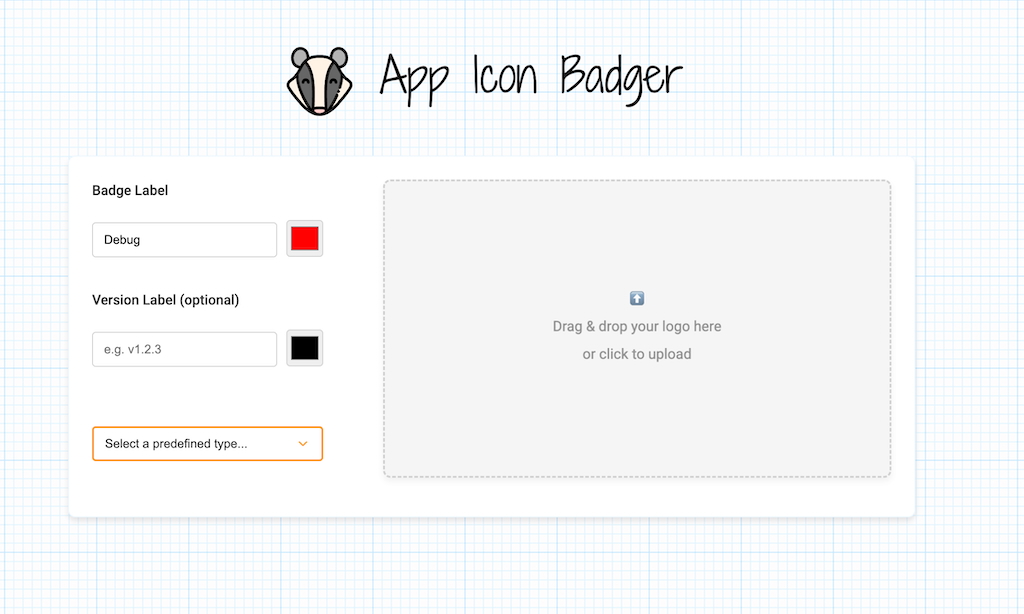 App Icon Badger
Badge Label
Debug
Version Label (optional)
e.g. v1.2.3
Select a predefined type...
Drag & drop your logo here
or click to upload